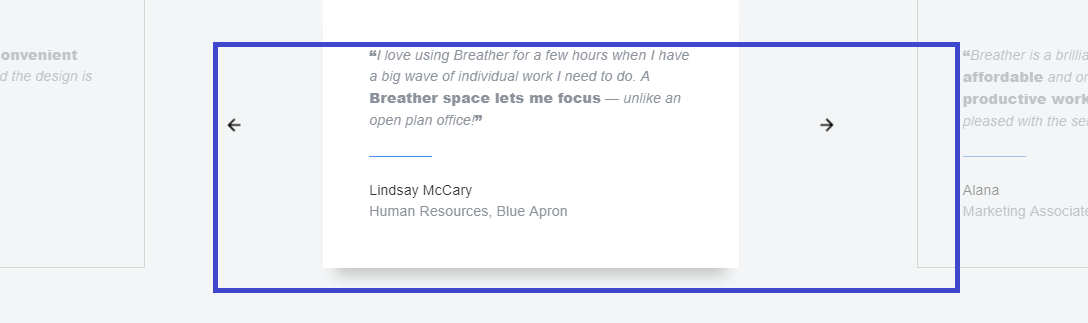 onvenient
d the design is
❝I love using Breather for a few hours when I have
a big wave of individual work I need to do. A
Breather space lets me focus — unlike an
open plan office!❞
Lindsay McCary
Human Resources, Blue Apron
❝Breather is a brillia
affordable and or
productive work
pleased with the se
Alana
Marketing Associate